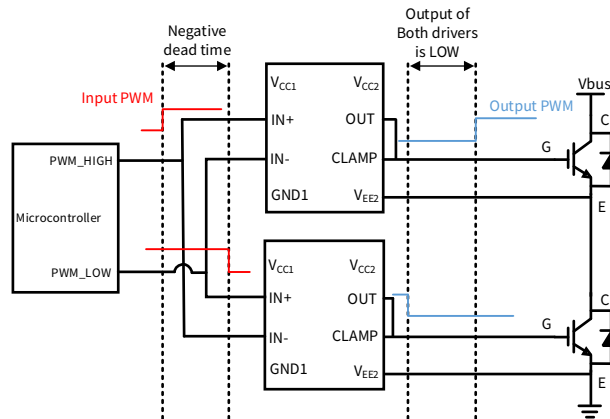 Negative
dead time
Output of
Both drivers
is LOW
Input PWM
Output PWM
Vbus
VCC1
VCC2
IN+
OUT
IN-
CLAMP
GND1
VEE2
G
C
E
PWM_HIGH
Microcontroller
PWM_LOW
VCC1
VCC2
IN+
OUT
IN-
CLAMP
GND1
VEE2
G
C
E